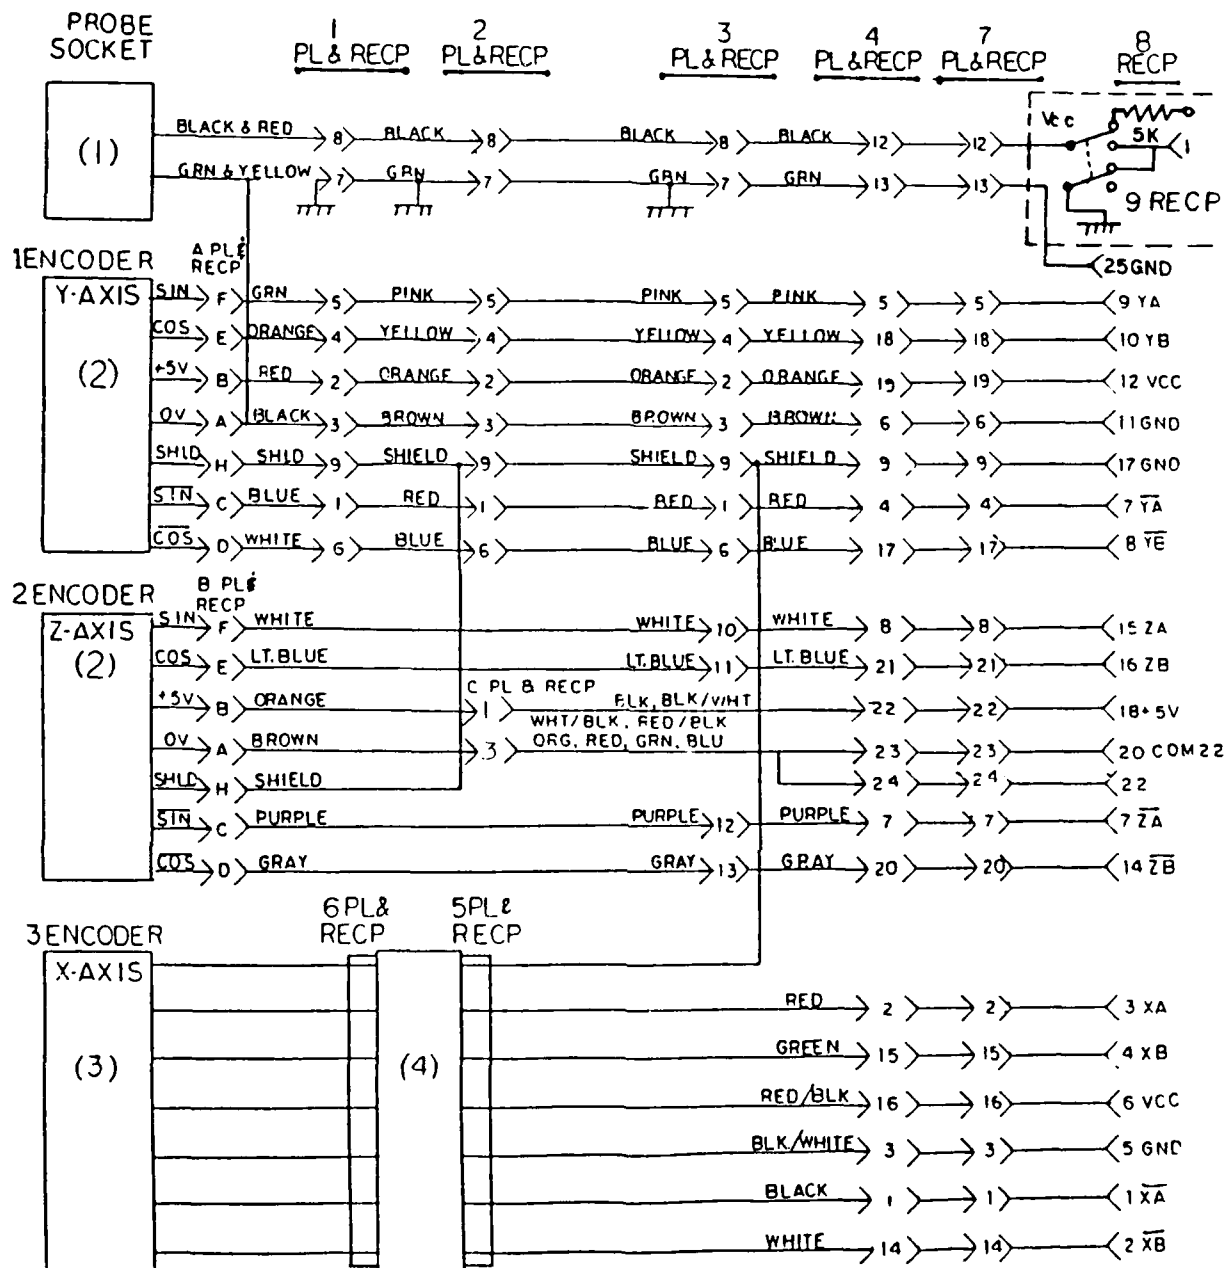 PROBE SOCKET
1 PL & RECP
2 PL & RECP
3 PL & RECP
4 PL & RECP
7 PL & RECP
8 RECP
(1)
BLACK & RED 8 BLACK 8 BLACK 8 BLACK 12 12
Vcc 5K 1
GRN & YELLOW 7 GRN 7 GRN 7 GRN 13 13
9 RECP
25 GND
1 ENCODER
A PL & RECP
Y-AXIS
(2)
SIN F GRN 5 PINK 5 PINK 5 PINK 5 5 9 YA
COS E ORANGE 4 YELLOW 4 YELLOW 4 YELLOW 18 18 10 YB
+5V B RED 2 ORANGE 2 ORANGE 2 ORANGE 19 19 12 VCC
0V A BLACK 3 BROWN 3 BROWN 3 BROWN 6 6 11 GND
SHLD H SHLD 9 SHIELD 9 SHIELD 9 SHIELD 9 9 17 GND
S̅I̅N̅ C BLUE 1 RED 1 RED 1 RED 4 4 7 Y̅A̅
C̅O̅S̅ D WHITE 6 BLUE 6 BLUE 6 BLUE 17 17 8
2 ENCODER
B PL & RECP
Z-AXIS
(2)
SIN F WHITE WHITE 10 WHITE 8 8 15 ZA
COS E LT. BLUE LT. BLUE 11 LT. BLUE 21 21 16 ZB
C PL & RECP
+5V B ORANGE 1 BLK, BLK/WHT 22 22 18 +5V
WHT/BLK, RED/BLK
0V A BROWN 3 ORG, RED, GRN, BLU 23 23 20 COM 22
24 24 22
SHLD H SHIELD
S̅I̅N̅ C PURPLE PURPLE 12 PURPLE 7 7 7 Z̅A̅
C̅O̅S̅ D GRAY GRAY 13 GRAY 20 20 14 Z̅B̅
6 PL & RECP
5 PL & RECP
3 ENCODER
X-AXIS
(3)
(4)
RED 2 2 3 XA
GREEN 15 15 4 XB
RED/BLK 16 16 6 VCC
BLK/WHITE 3 3 5 GND
BLACK 1 1 1 X̅A̅
WHITE 14 14 2 X̅B̅